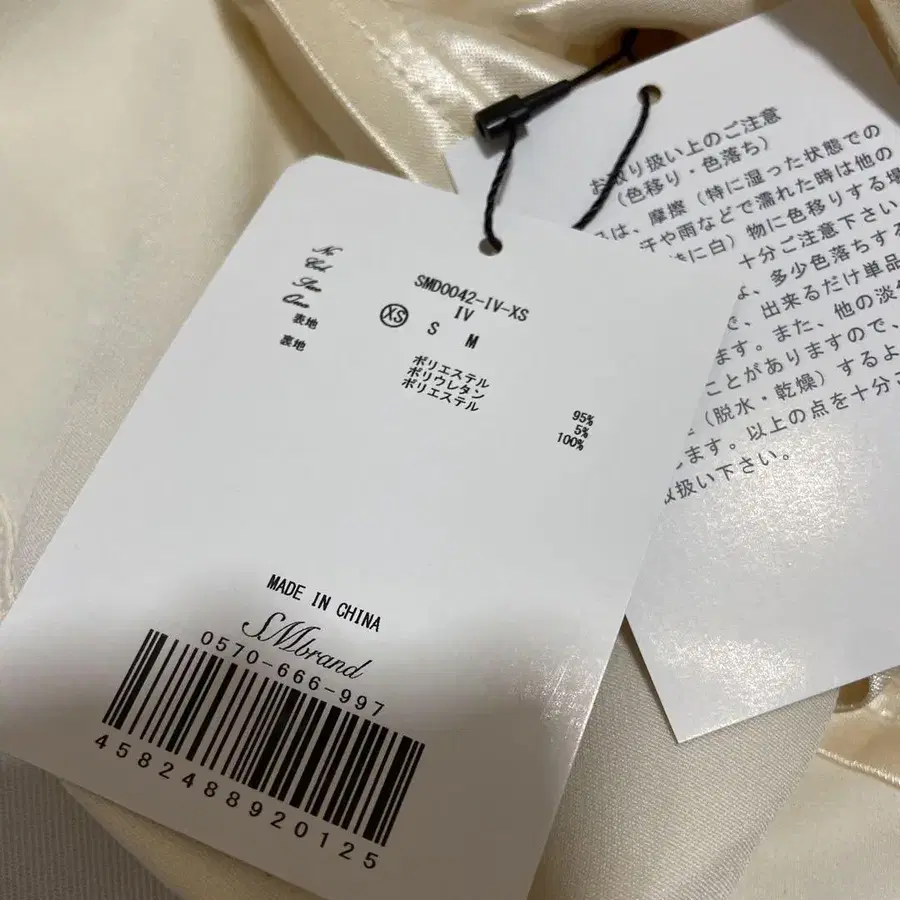 SMD0042-IV-XS
IV
XS S M
表地
裏地
ポリエステル 95%
ポリウレタン 5%
ポリエステル 100%
MADE IN CHINA
SMbrand
0570-666-997
4582488920125
お取り扱い上のご注意
(色移り・色落ち)
は、摩擦(特に湿った状態での
汗や雨などで濡れた時は他の
に白)物に色移りする場
十分ご注意下さい
、多少色落ちする
で、出来るだけ単品
ます。また、他の淡
ことがありますので、
(脱水・乾燥)するよ
します。以上の点を十分
扱い下さい。